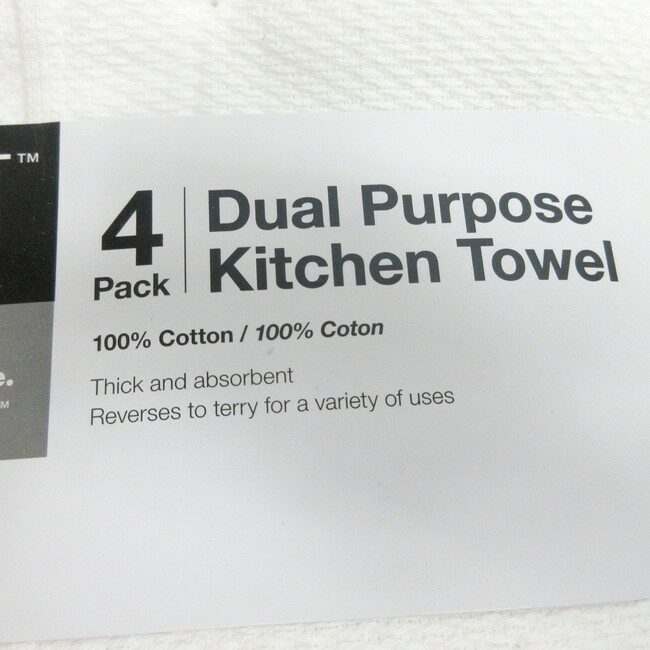 TM
4
Pack
Dual Purpose
Kitchen Towel
100% Cotton / 100% Coton
Thick and absorbent
Reverses to terry for a variety of uses